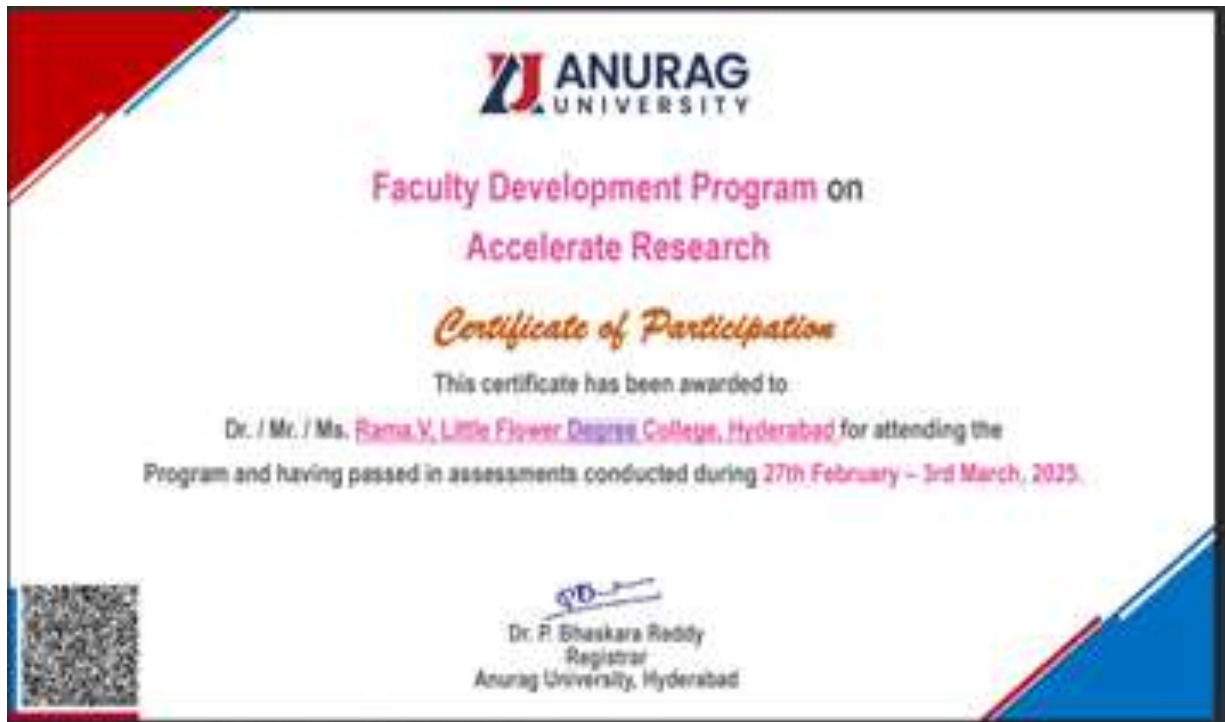 ANURAG
UNIVERSITY
Faculty Development Program on
Accelerate Research
Certificate of Participation
This certificate has been awarded to
Dr. / Mr. / Ms. Rama.V, Little Flower Degree College, Hyderabad for attending the
Program and having passed in assessments conducted during 27th February – 3rd March, 2025.
Dr. P. Bhaskara Reddy
Registrar
Anurag University, Hyderabad